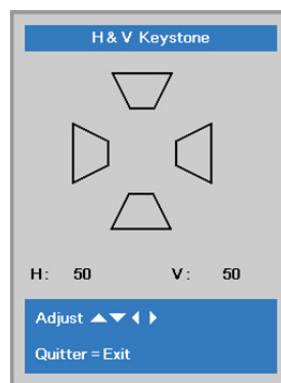 H & V Keystone
H: 50 V: 50
Adjust ▲▼◀▶
Quitter = Exit